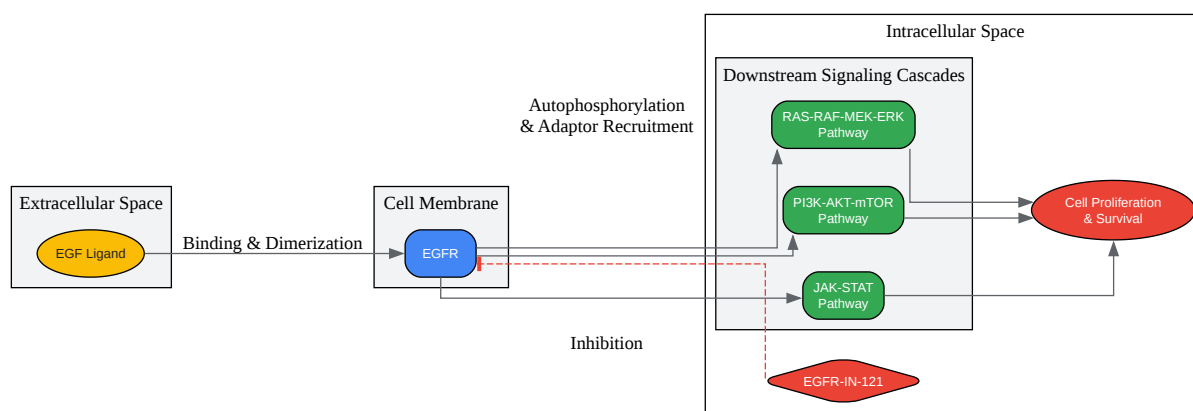 Intracellular Space
Downstream Signaling Cascades
Autophosphorylation
& Adaptor Recruitment
RAS-RAF-MEK-ERK
Pathway
Extracellular Space
Cell Membrane
PI3K-AKT-mTOR
Pathway
Cell Proliferation
& Survival
EGF Ligand
Binding & Dimerization
EGFR
JAK-STAT
Pathway
Inhibition
EGFR-IN-121